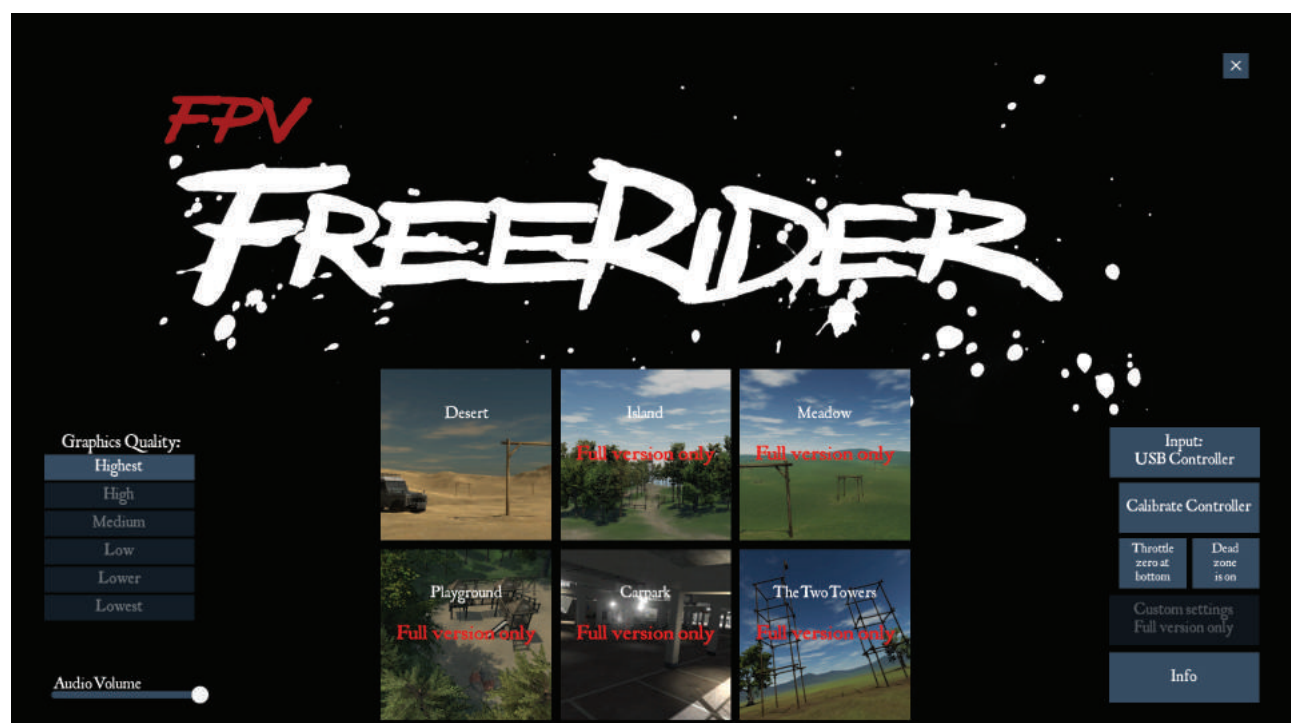 FPV
FREERIDER
Graphics Quality:
Highest
High
Medium
Low
Lower
Lowest
Audio Volume
Desert
Island
Full version only
Meadow
Full version only
Playground
Full version only
Carpark
Full version only
The Two Towers
Full version only
Input:
USB Controller
Calibrate Controller
Throttle
zero at
bottom
Dead
zone
is on
Custom settings
Full version only
Info